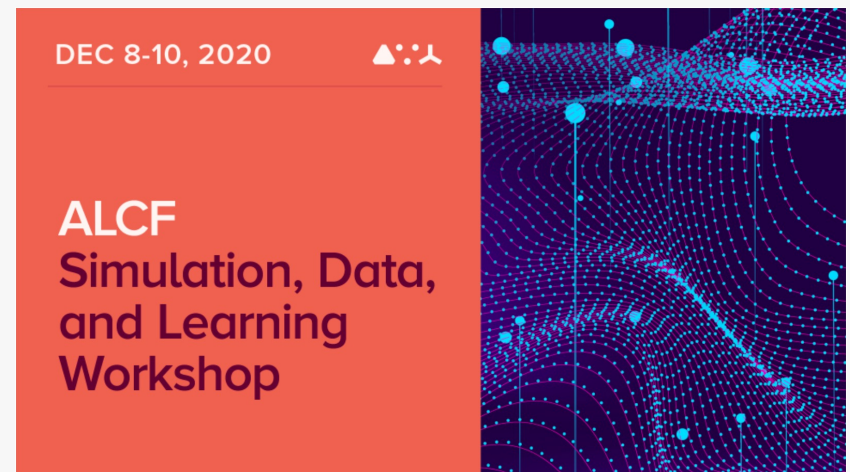 DEC 8-10, 2020
ALCF
Simulation, Data,
and Learning
Workshop